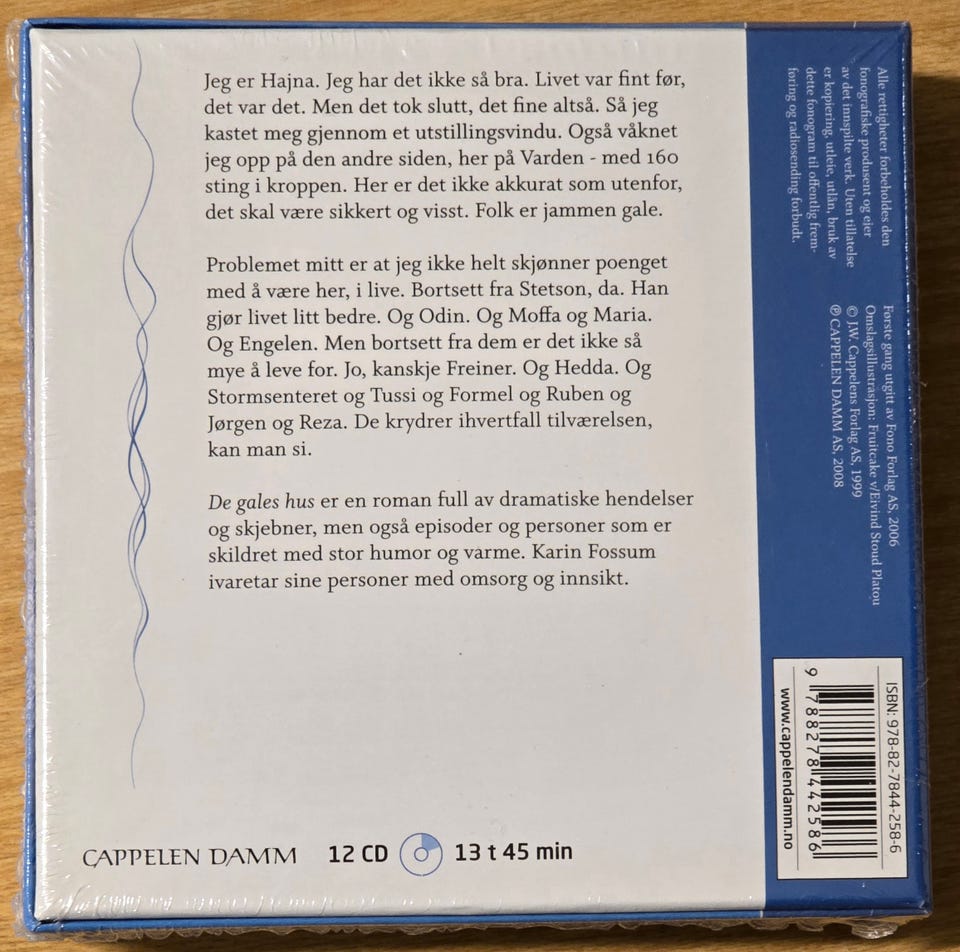 Jeg er Hajna. Jeg har det ikke så bra. Livet var fint før,
det var det. Men det tok slutt, det fine altså. Så jeg
kastet meg gjennom et utstillingsvindu. Også våknet
jeg opp på den andre siden, her på Varden - med 160
sting i kroppen. Her er det ikke akkurat som utenfor,
det skal være sikkert og visst. Folk er jammen gale.
Problemet mitt er at jeg ikke helt skjønner poenget
med å være her, i live. Bortsett fra Stetson, da. Han
gjør livet litt bedre. Og Odin. Og Moffa og Maria.
Og Engelen. Men bortsett fra dem er det ikke så
mye å leve for. Jo, kanskje Freiner. Og Hedda. Og
Stormsenteret og Tussi og Formel og Ruben og
Jørgen og Reza. De krydrer ihvertfall tilværelsen,
kan man si.
De gales hus er en roman full av dramatiske hendelser
og skjebner, men også episoder og personer som er
skildret med stor humor og varme. Karin Fossum
ivaretar sine personer med omsorg og innsikt.
CAPPELEN DAMM 12 CD 13 t 45 min
Alle rettigheter forbeholdes den
fonografiske produsent og eier
av det innspilte verk. Uten tillatelse
er kopiering, utleie, utlån, bruk av
dette fonogram til offentlig frem-
føring og radiosending forbudt.
Første gang utgitt av Fono Forlag AS, 2006
Omslagsillustrasjon: Fruitcake v/Eivind Stoud Platou
© J.W. Cappelens Forlag AS, 1999
℗ CAPPELEN DAMM AS, 2008
ISBN: 978-82-7844-258-6
9 788278 442586
www.cappelendamm.no